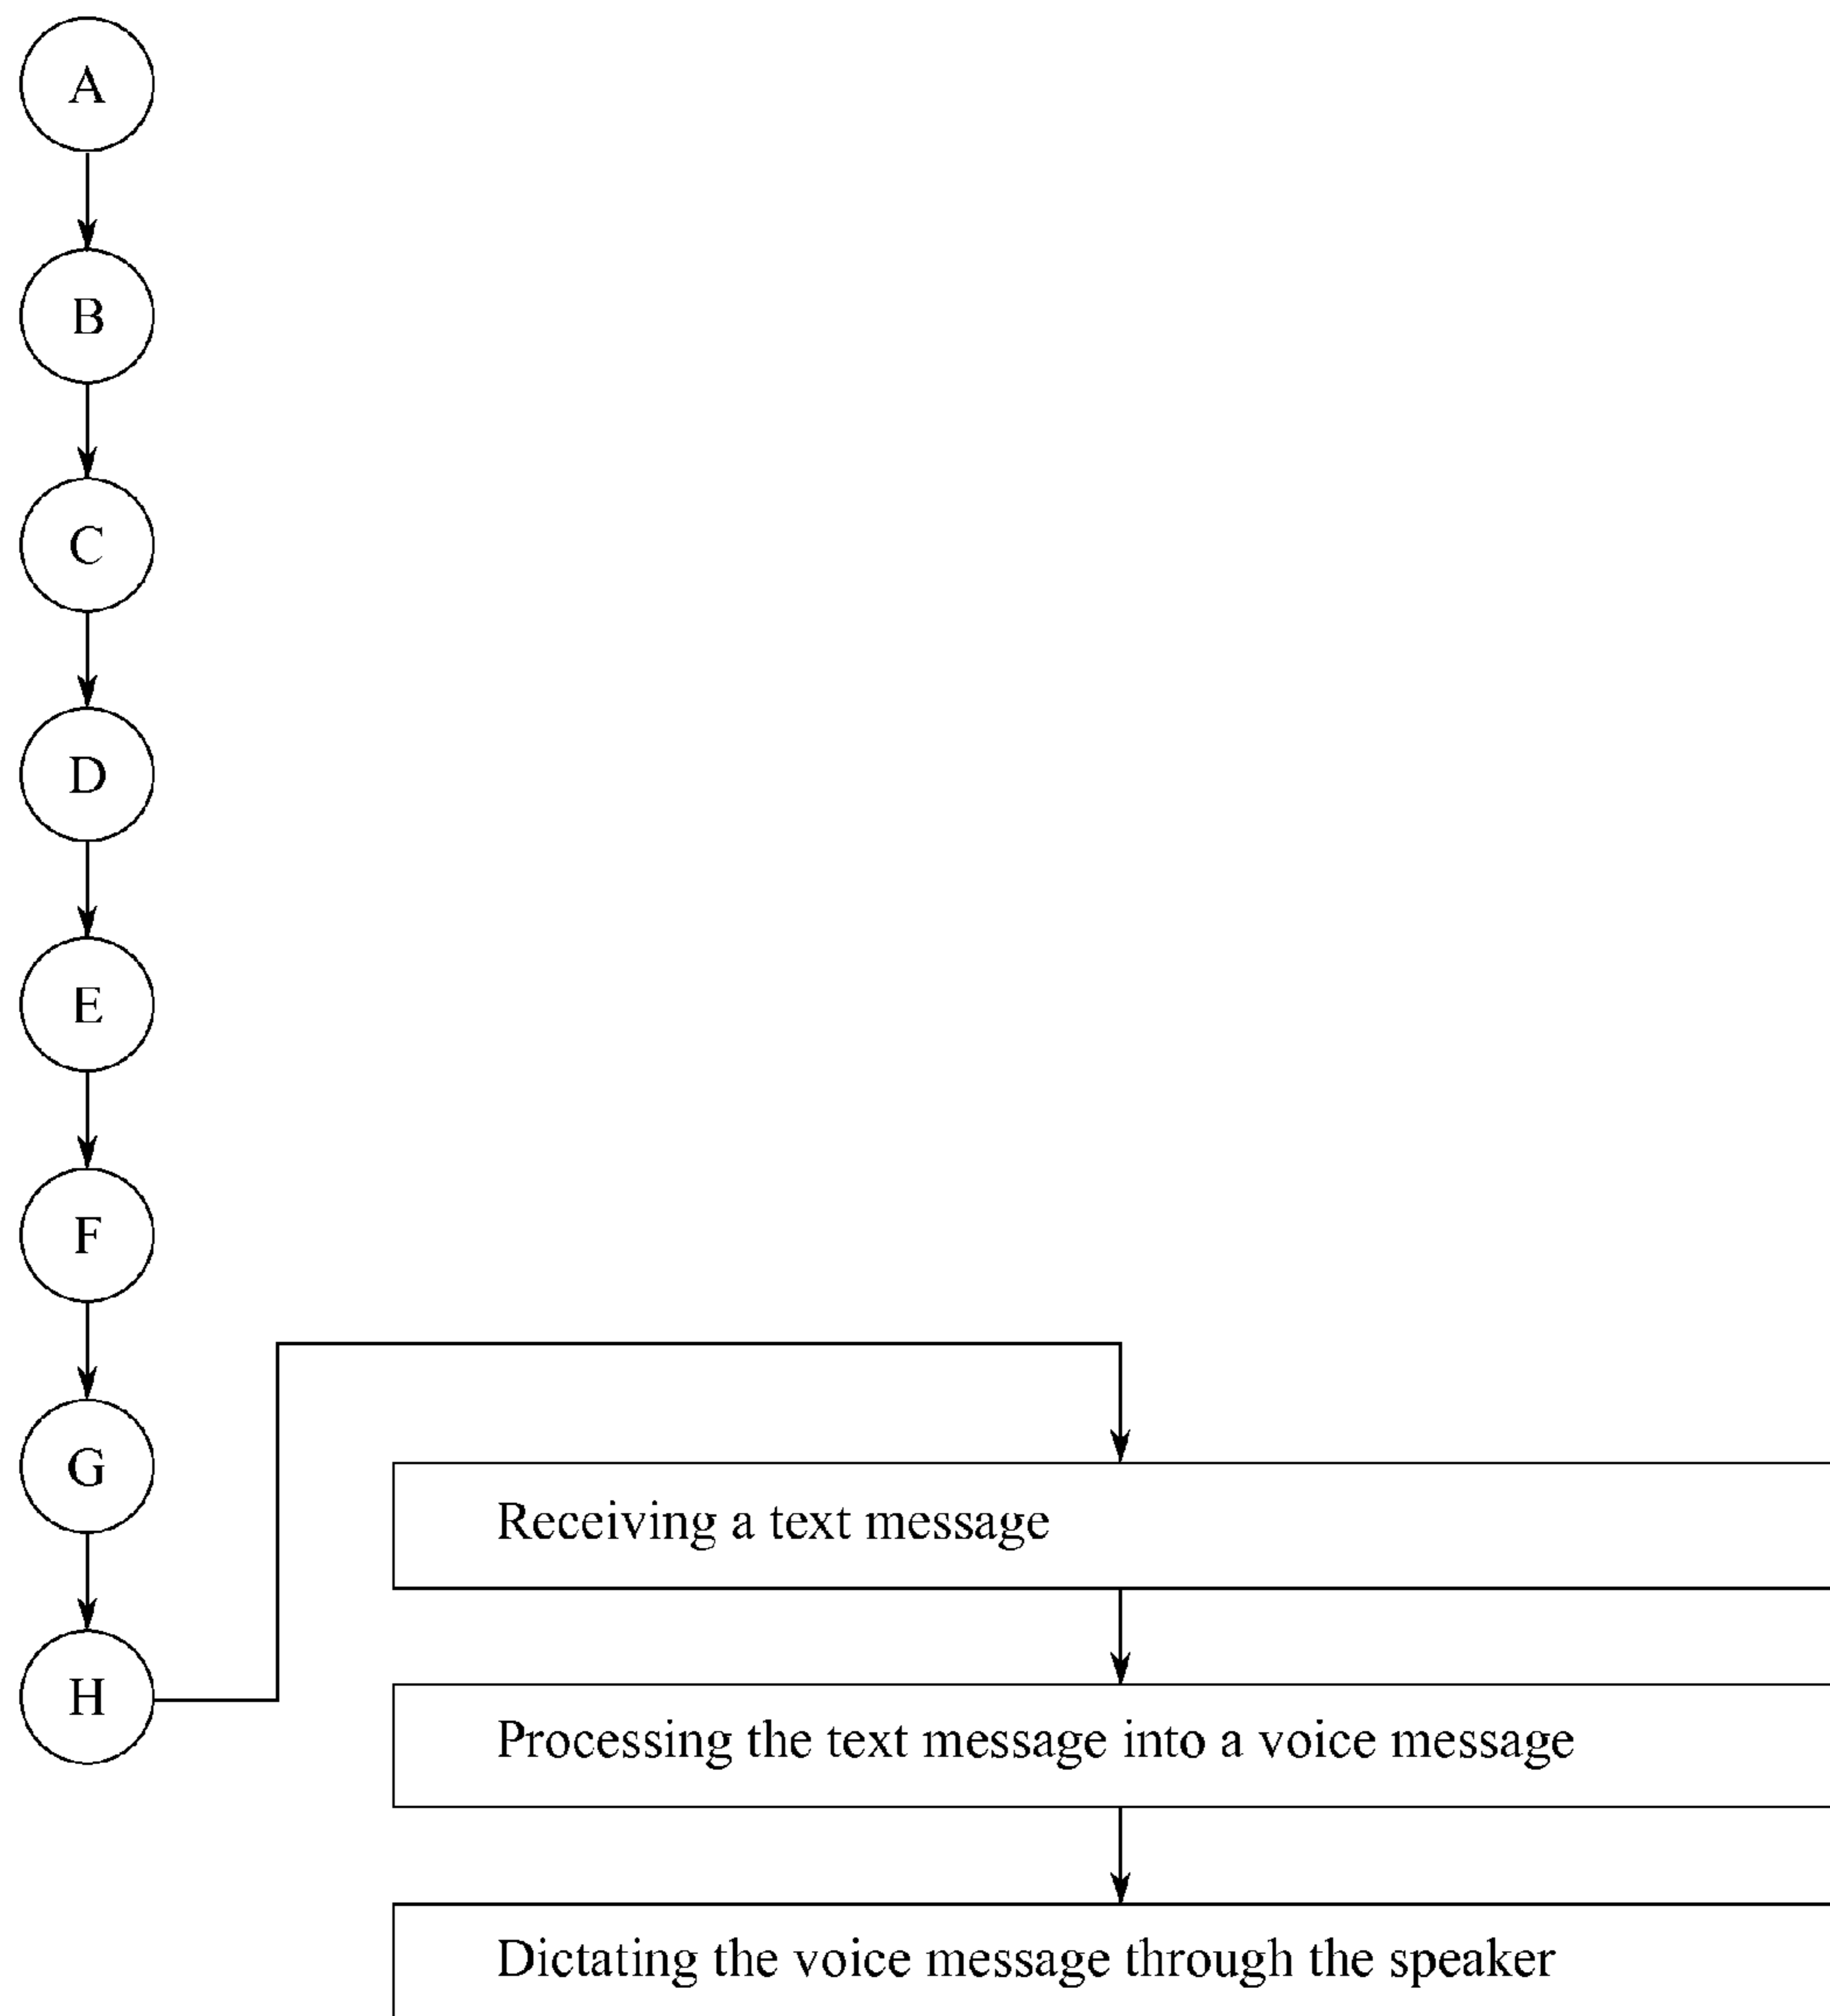 A
B
C
D
E
F
G
H
Receiving a text message
Processing the text message into a voice message
Dictating the voice message through the speaker